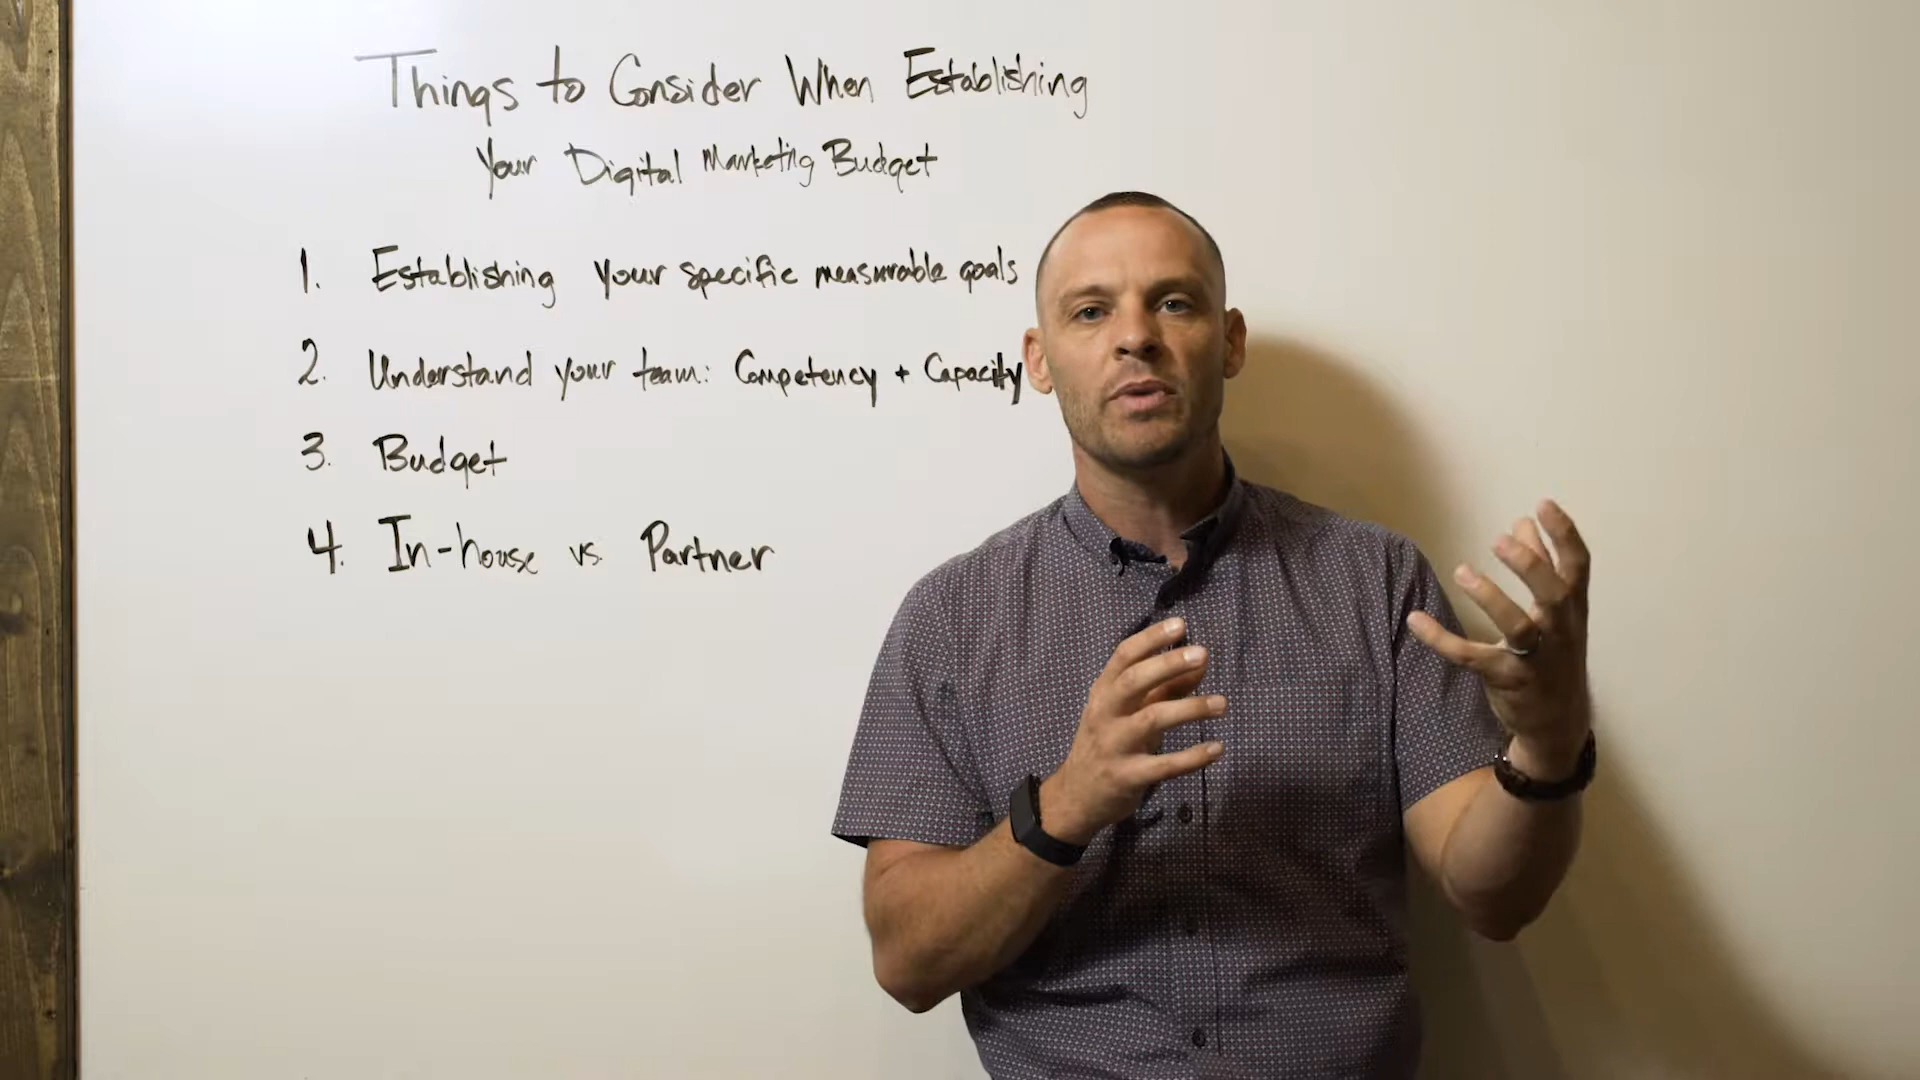 Things to Consider When Establishing
Your Digital Marketing Budget
1. Establishing your specific measurable goals
2. Understand your team: Competency + Capacity
3. Budget
4. In-house vs. Partner